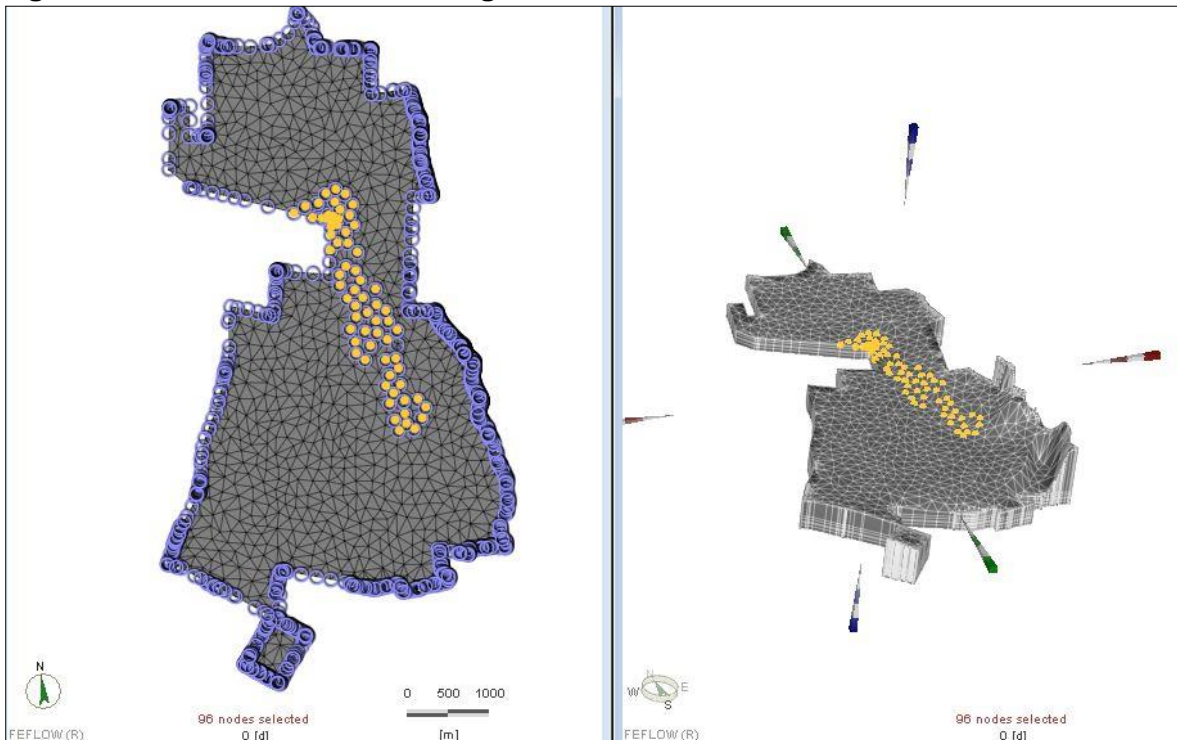 N
0 500 1000
96 nodes selected
FEFLOW (R)
0 [d]
[m]
N
W E
S
96 nodes selected
FEFLOW (R)
0 [d]